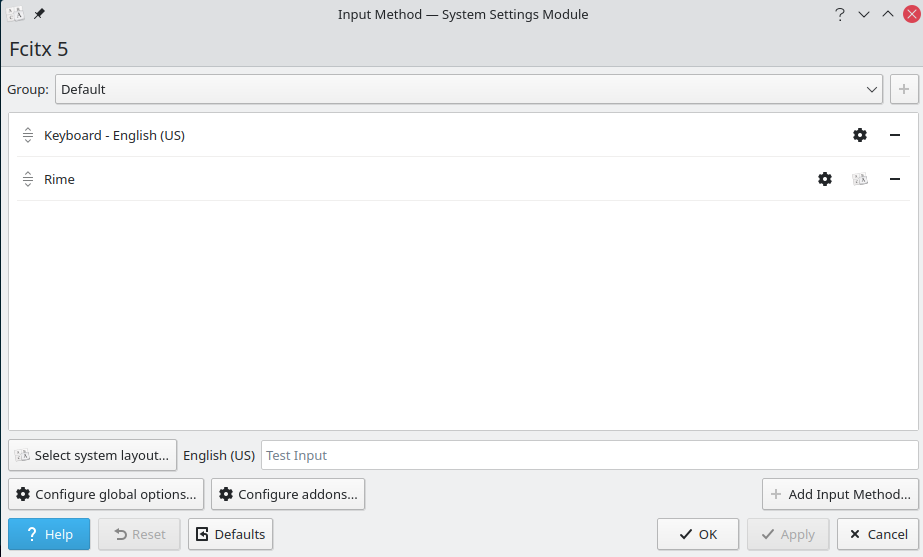 Input Method — System Settings Module
Fcitx 5
Group: Default
Keyboard - English (US)
Rime
Select system layout... English (US) Test Input
Configure global options... Configure addons... Add Input Method...
Help Reset Defaults OK Apply Cancel